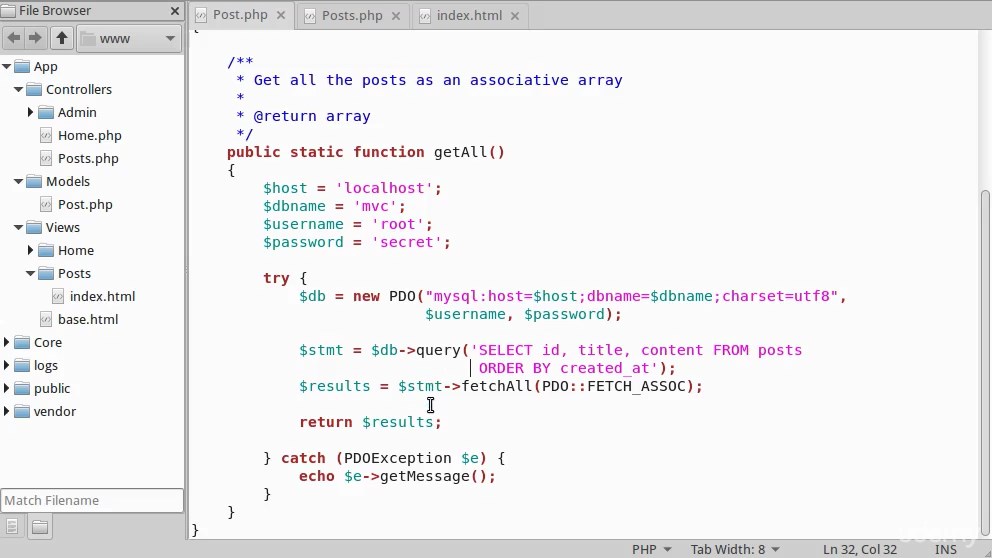 File Browser
www
App
Controllers
Admin
Home.php
Posts.php
Models
Post.php
Views
Home
Posts
index.html
base.html
Core
logs
public
vendor
Match Filename
Post.php
Posts.php
index.html
{
/**
* Get all the posts as an associative array
*
* @return array
*/
public static function getAll()
{
$host = 'localhost';
$dbname = 'mvc';
$username = 'root';
$password = 'secret';
try {
$db = new PDO("mysql:host=$host;dbname=$dbname;charset=utf8",
$username, $password);
$stmt = $db->query('SELECT id, title, content FROM posts
ORDER BY created_at');
$results = $stmt->fetchAll(PDO::FETCH_ASSOC);
return $results;
} catch (PDOException $e) {
echo $e->getMessage();
}
}
}
udemy
PHP
Tab Width: 8
Ln 32, Col 32
INS